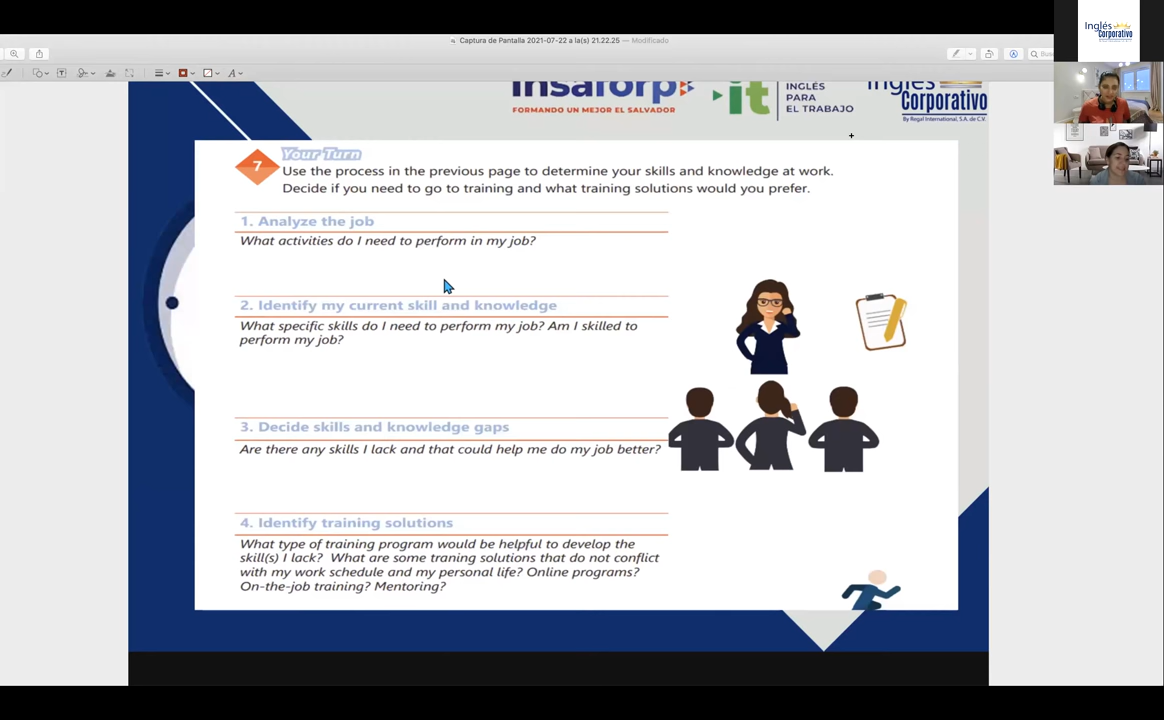 Captura de Pantalla 2021-07-22 a la(s) 21.22.25 — Modificado
Inglés
Corporativo
insaforp
FORMANDO UN MEJOR EL SALVADOR
it
INGLÉS
PARA
EL TRABAJO
Inglés
Corporativo
By Regal International, S.A. de C.V.
7
Your Turn
Use the process in the previous page to determine your skills and knowledge at work.
Decide if you need to go to training and what training solutions would you prefer.
1. Analyze the job
What activities do I need to perform in my job?
2. Identify my current skill and knowledge
What specific skills do I need to perform my job? Am I skilled to
perform my job?
3. Decide skills and knowledge gaps
Are there any skills I lack and that could help me do my job better?
4. Identify training solutions
What type of training program would be helpful to develop the
skill(s) I lack? What are some traning solutions that do not conflict
with my work schedule and my personal life? Online programs?
On-the-job training? Mentoring?